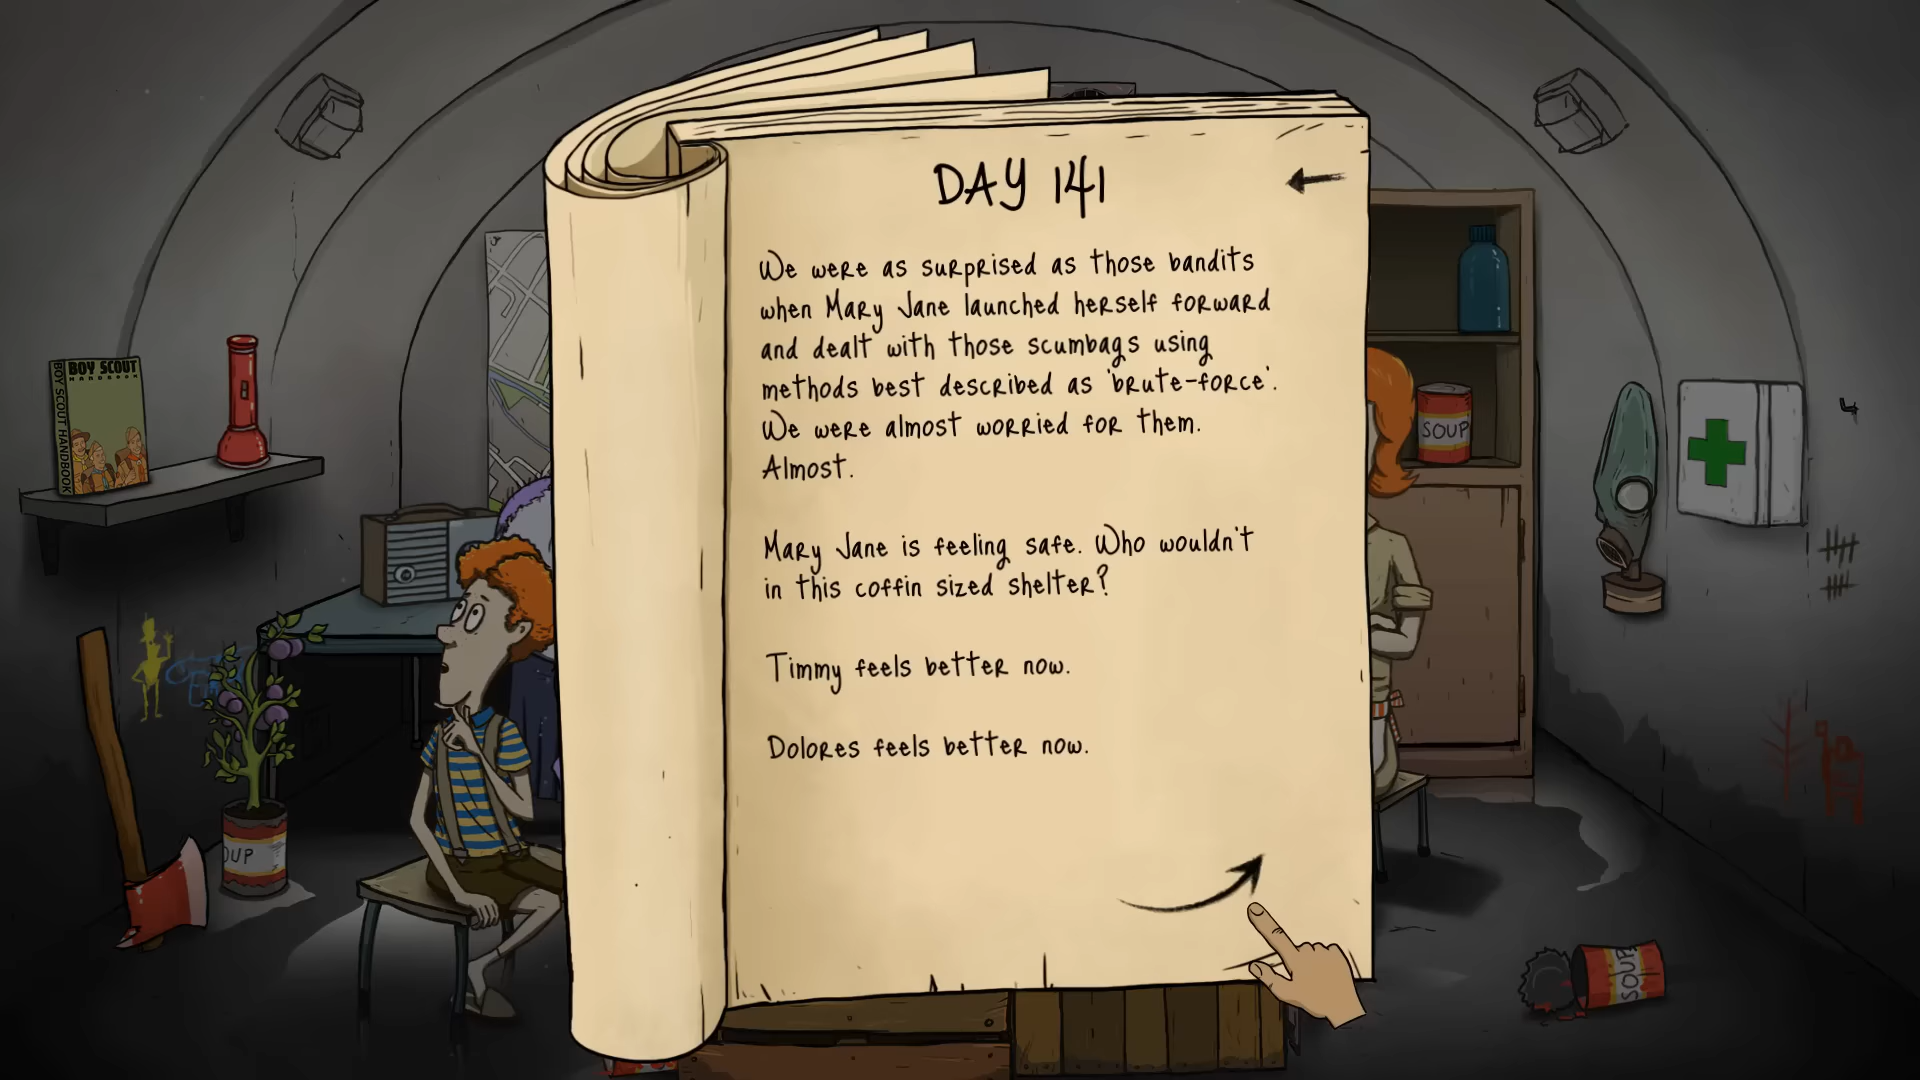 DAY 141
We were as surprised as those bandits
when Mary Jane launched herself forward
and dealt with those scumbags using
methods best described as 'brute-force'.
We were almost worried for them.
Almost.
Mary Jane is feeling safe. Who wouldn't
in this coffin sized shelter?
Timmy feels better now.
Dolores feels better now.
BOY SCOUT
HANDBOOK
BOY SCOUT HANDBOOK
SOUP
OUP
SOUP